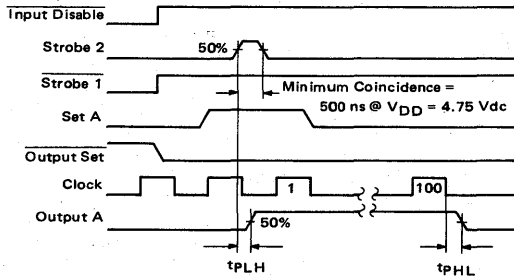 Input Disable
Strobe 2
50%
Strobe 1
Minimum Coincidence =
500 ns @ VDD = 4.75 Vdc
Set A
Output Set
Clock
1
100
Output A
50%
tPLH
tPHL